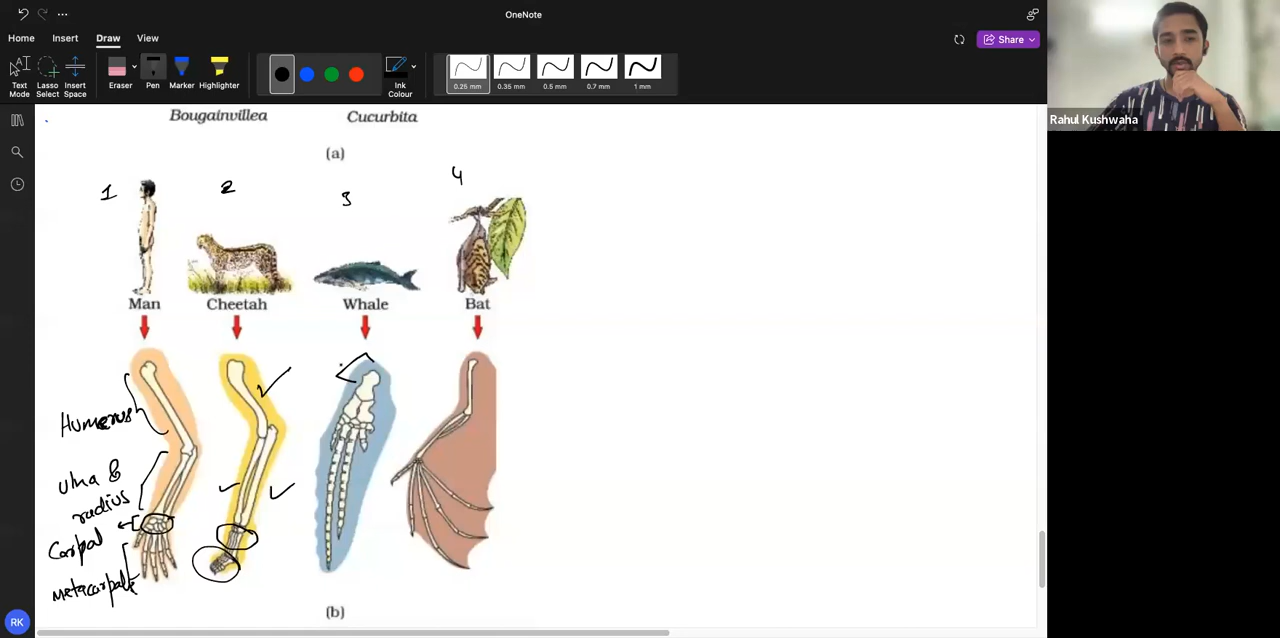 OneNote
Home Insert Draw View
Share
Text Mode
Lasso Select
Insert Space
Eraser
Pen
Marker
Highlighter
Ink Colour
0.25 mm
0.35 mm
0.5 mm
0.7 mm
1 mm
Rahul Kushwaha
Bougainvillea Cucurbita
(a)
1 2 3 4
Man Cheetah Whale Bat
Humerus
Ulna &
radius
Carpal
metacarpals
(b)
RK